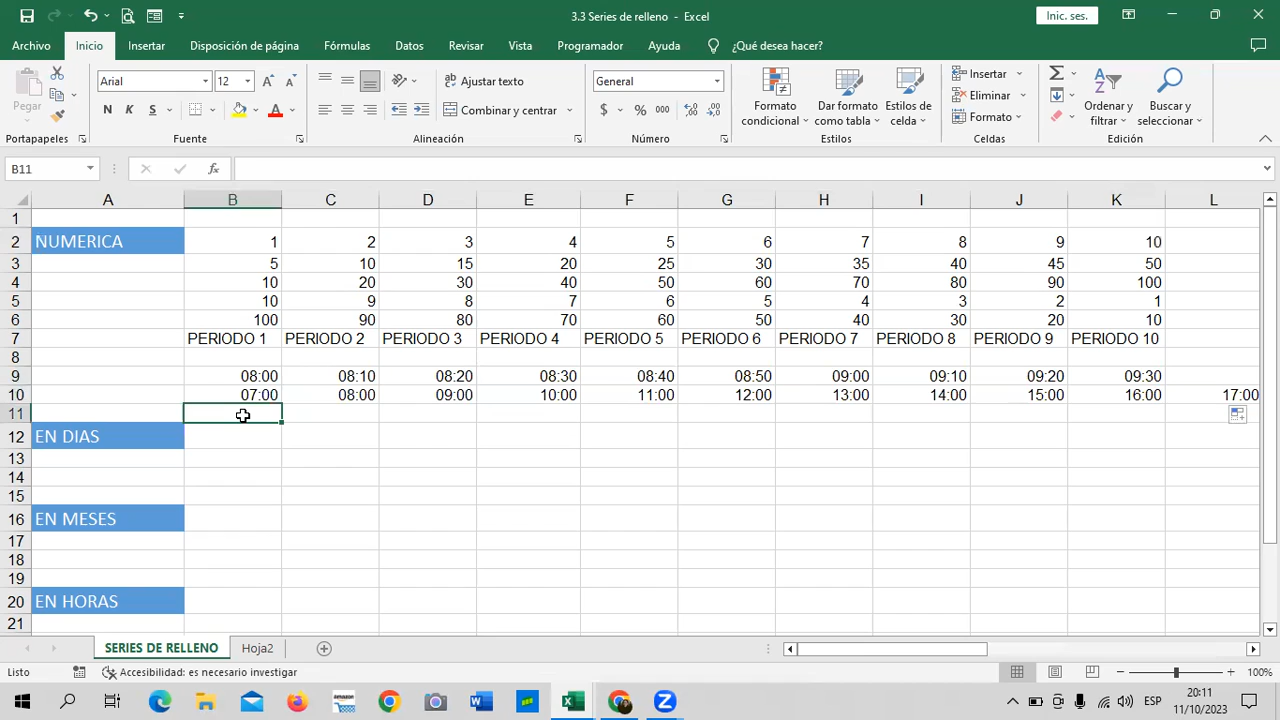 3.3 Series de relleno - Excel
Inic. ses.
Archivo Inicio Insertar Disposición de página Fórmulas Datos Revisar Vista Programador Ayuda ¿Qué desea hacer?
Pegar
Arial 12
N K S
Ajustar texto
Combinar y centrar
General
$ % 000
Formato condicional
Dar formato como tabla
Estilos de celda
Insertar
Eliminar
Formato
Ordenar y filtrar
Buscar y seleccionar
Portapapeles Fuente Alineación Número Estilos Celdas Edición
B11 fx
A B C D E F G H I J K L
1
2 NUMERICA 1 2 3 4 5 6 7 8 9 10
3 5 10 15 20 25 30 35 40 45 50
4 10 20 30 40 50 60 70 80 90 100
5 10 9 8 7 6 5 4 3 2 1
6 100 90 80 70 60 50 40 30 20 10
7 PERIODO 1 PERIODO 2 PERIODO 3 PERIODO 4 PERIODO 5 PERIODO 6 PERIODO 7 PERIODO 8 PERIODO 9 PERIODO 10
8
9 08:00 08:10 08:20 08:30 08:40 08:50 09:00 09:10 09:20 09:30
10 07:00 08:00 09:00 10:00 11:00 12:00 13:00 14:00 15:00 16:00 17:00
11
12 EN DIAS
13
14
15
16 EN MESES
17
18
19
20 EN HORAS
21
SERIES DE RELLENO Hoja2
Listo Accesibilidad: es necesario investigar 100%
ESP 20:11
11/10/2023